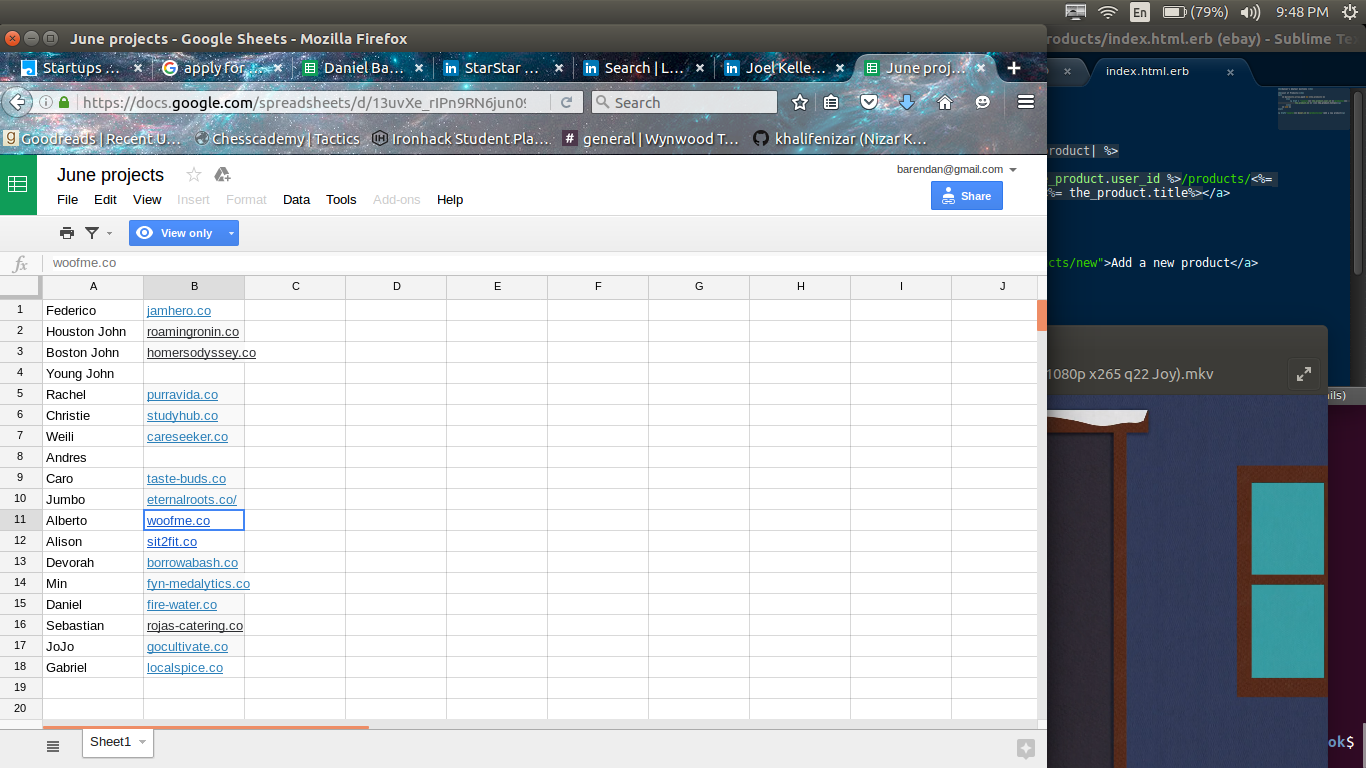 En (79%) 9:48 PM
June projects - Google Sheets - Mozilla Firefox
roducts/index.html.erb (ebay) - Sublime Te
Startups ... apply for ... Daniel Ba... StarStar ... Search | L... Joel Kelle... June proj...
index.html.erb
https://docs.google.com/spreadsheets/d/13uvXe_rIPn9RN6jun09
Search
Goodreads | Recent U... Chesscademy | Tactics Ironhack Student Pla... general | Wynwood T... khalifenizar (Nizar K...
product| %>
_product.user_id %>/products/<%=
<%= the_product.title%></a>
cts/new">Add a new product</a>
1080p x265 q22 Joy).mkv
ils)
ok$
June projects
barendan@gmail.com
File Edit View Insert Format Data Tools Add-ons Help
Share
View only
fx woofme.co
A B C D E F G H I J
1 Federico jamhero.co
2 Houston John roamingronin.co
3 Boston John homersodyssey.co
4 Young John
5 Rachel purravida.co
6 Christie studyhub.co
7 Weili careseeker.co
8 Andres
9 Caro taste-buds.co
10 Jumbo eternalroots.co/
11 Alberto woofme.co
12 Alison sit2fit.co
13 Devorah borrowabash.co
14 Min fyn-medalytics.co
15 Daniel fire-water.co
16 Sebastian rojas-catering.co
17 JoJo gocultivate.co
18 Gabriel localspice.co
19
20
Sheet1